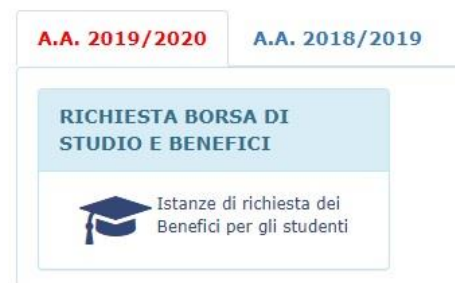 A.A. 2019/2020 A.A. 2018/2019
RICHIESTA BORSA DI
STUDIO E BENEFICI
Istanze di richiesta dei
Benefici per gli studenti